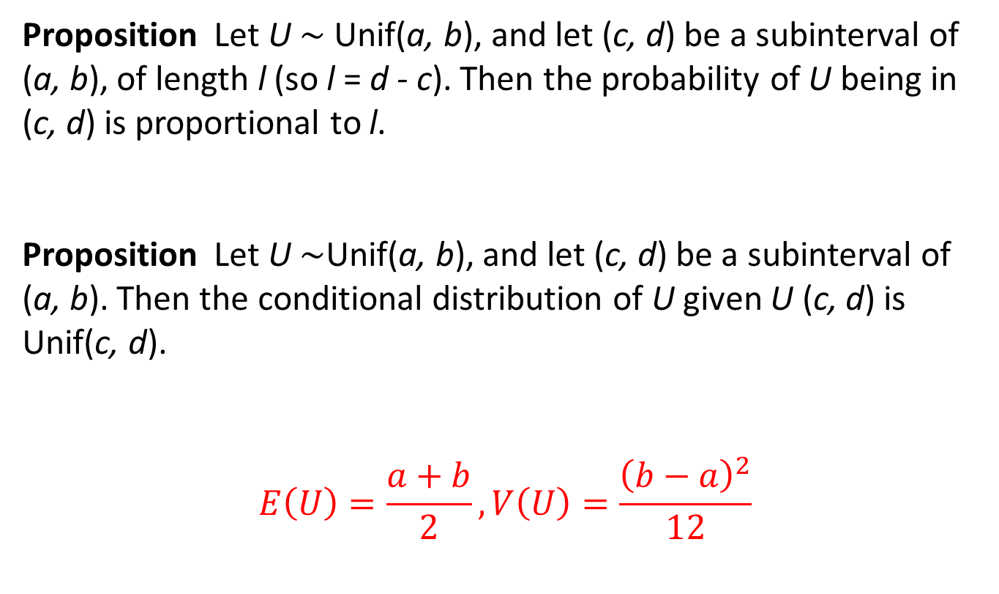 Proposition Let U ~ Unif(a, b), and let (c, d) be a subinterval of
(a, b), of length l (so l = d - c). Then the probability of U being in
(c, d) is proportional to l.
Proposition Let U ~Unif(a, b), and let (c, d) be a subinterval of
(a, b). Then the conditional distribution of U given U (c, d) is
Unif(c, d).
E(U) = \frac{a + b}{2}, V(U) = \frac{(b − a)^2}{12}